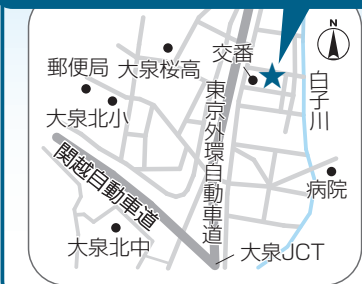 N
交番
郵便局
大泉桜高
白子川
大泉北小
東京外環自動車道
関越自動車道
病院
大泉北中
大泉JCT